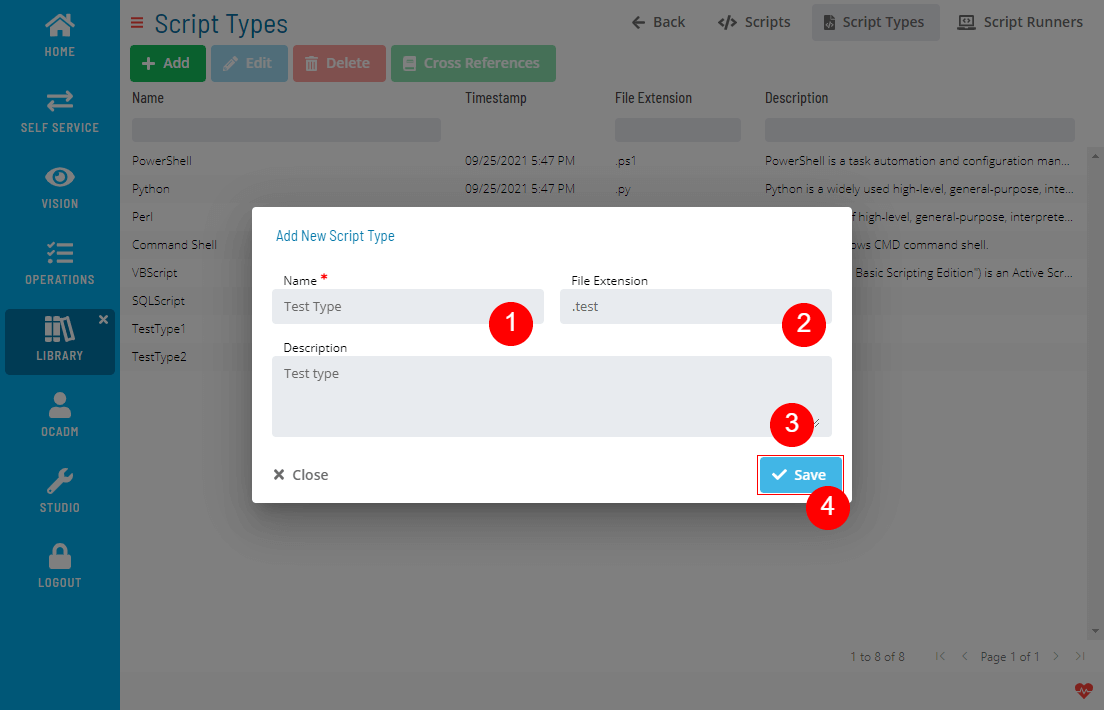 HOME
SELF SERVICE
VISION
OPERATIONS
LIBRARY
OCADM
STUDIO
LOGOUT
Script Types
Back
Scripts
Script Types
Script Runners
Add
Edit
Delete
Cross References
Name Timestamp File Extension Description
PowerShell 09/25/2021 5:47 PM .ps1 PowerShell is a task automation and configuration man...
Python 09/25/2021 5:47 PM .py Python is a widely used high-level, general-purpose, inte...
Perl high-level, general-purpose, interprete...
Command Shell CMD command shell.
VBScript Basic Scripting Edition") is an Active Scr...
SQLScript
TestType1
TestType2
Add New Script Type
Name * File Extension
Test Type .test
1 2
Description
Test type
3
Close Save
4
1 to 8 of 8 Page 1 of 1